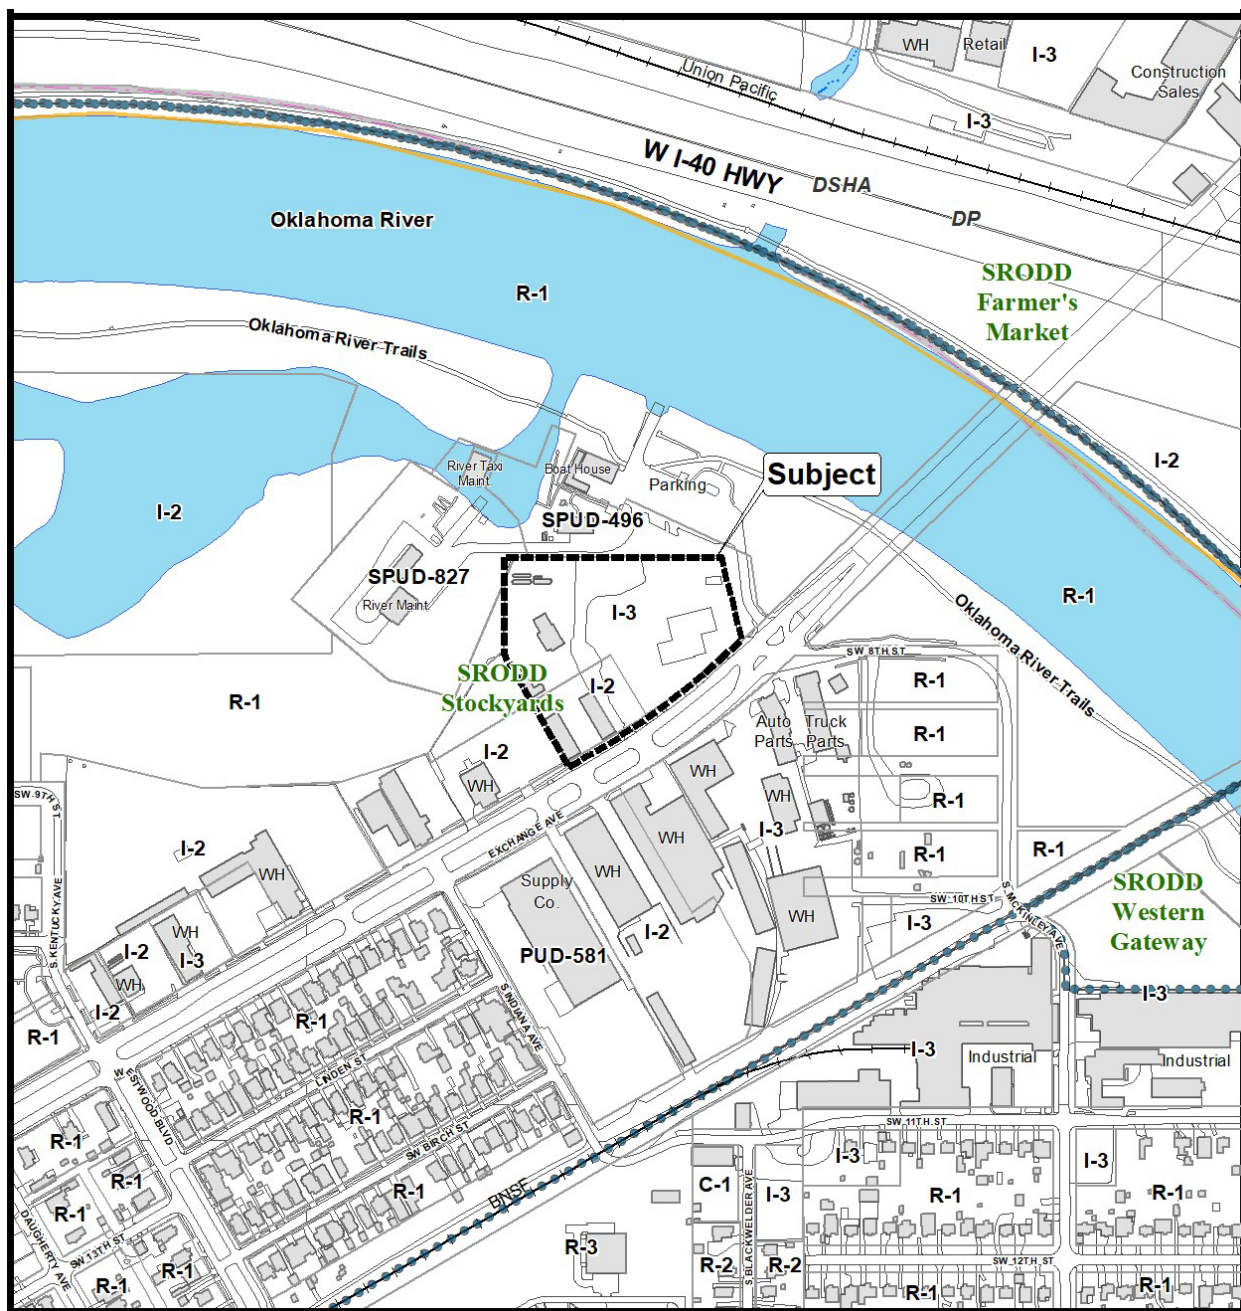 WH
Retail
I-3
Construction
Sales
Union Pacific
I-3
W I-40 HWY
DSHA
DP
Oklahoma River
SRODD
Farmer's
Market
R-1
Oklahoma River Trails
I-2
River Taxi
Maint.
Boat House
Parking
Subject
I-2
SPUD-496
SPUD-827
River Maint.
I-3
R-1
Oklahoma River Trails
SW 8TH ST
SRODD
Stockyards
R-1
I-2
R-1
R-1
Auto
Parts
Truck
Parts
I-2
WH
WH
WH
R-1
SW 9TH ST
EXCHANGE AVE
I-2
WH
WH
I-3
R-1
R-1
WH
Supply
Co.
SRODD
Western
Gateway
S KENTUCKY AVE
SW 10TH ST
S MCKINLEY AVE
WH
I-2
I-3
WH
I-2
WH
I-3
PUD-581
I-2
WH
I-3
R-1
R-1
S INDIANA AVE
I-3
Industrial
Industrial
LINDEN ST
WESTWOOD BLVD
R-1
SW BIRCH ST
SW 11TH ST
R-1
R-1
R-1
BNSF
C-1
I-3
I-3
R-1
I-3
R-1
S BLACKWELDER AVE
R-1
DAUGHERTY AVE
SW 13TH ST
R-3
R-1
R-1
R-2
R-2
SW 12TH ST
R-1
R-1